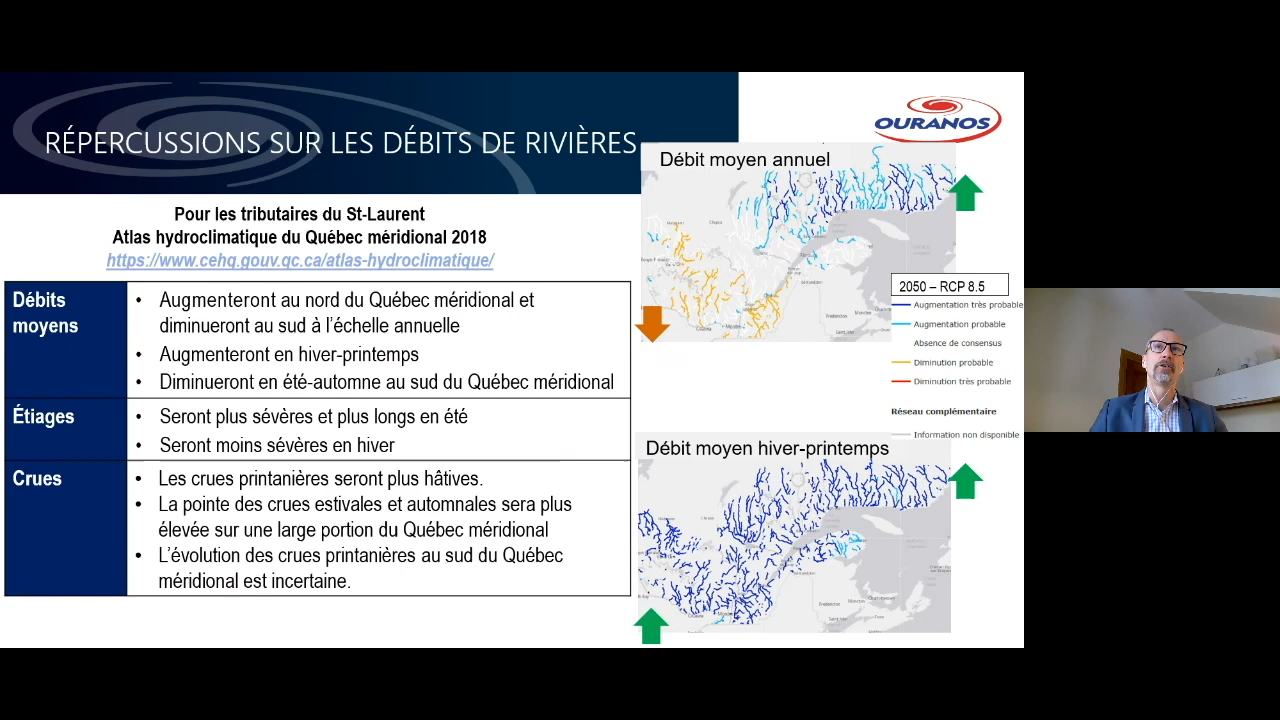 RÉPERCUSSIONS SUR LES DÉBITS DE RIVIÈRES
OURANOS
Pour les tributaires du St-Laurent
Atlas hydroclimatique du Québec méridional 2018
https://www.cehq.gouv.qc.ca/atlas-hydroclimatique/
Débits
moyens
• Augmenteront au nord du Québec méridional et
diminueront au sud à l'échelle annuelle
• Augmenteront en hiver-printemps
• Diminueront en été-automne au sud du Québec méridional
Étiages
• Seront plus sévères et plus longs en été
• Seront moins sévères en hiver
Crues
• Les crues printanières seront plus hâtives.
• La pointe des crues estivales et automnales sera plus
élevée sur une large portion du Québec méridional
• L'évolution des crues printanières au sud du Québec
méridional est incertaine.
Débit moyen annuel
2050 – RCP 8.5
Augmentation très probable
Augmentation probable
Absence de consensus
Diminution probable
Diminution très probable
Réseau complémentaire
Information non disponible
Débit moyen hiver-printemps